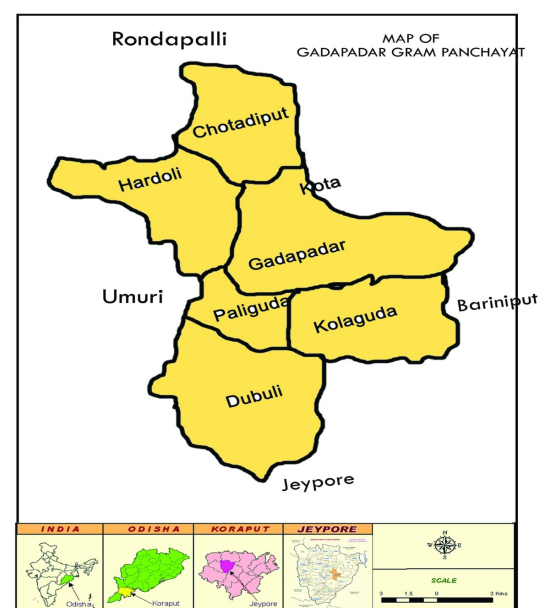 Rondapalli
MAP OF
GADAPADAR GRAM PANCHAYAT
Chotadiput
Hardoli
Kota
Gadapadar
Umuri
Paliguda
Kolaguda
Bariniput
Dubuli
Jeypore
INDIA
ODISHA
KORAPUT
JEYPORE
N
W
E
S
SCALE
Odisha
Koraput
Jeypore
3 1.5 0 3 Kms